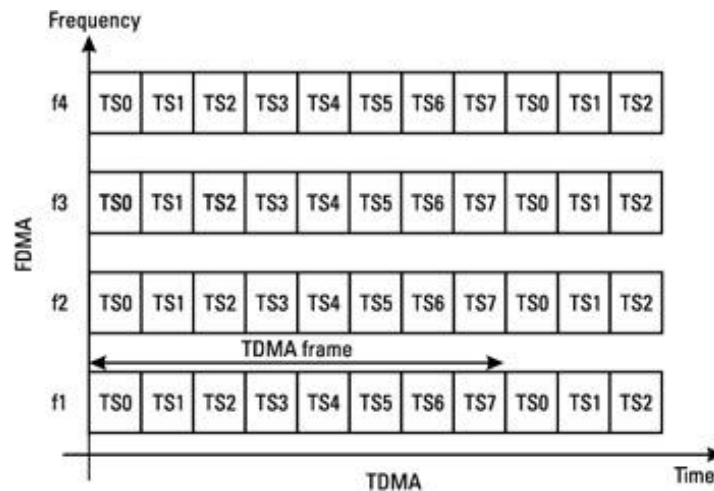 Frequency
f4 TS0 TS1 TS2 TS3 TS4 TS5 TS6 TS7 TS0 TS1 TS2
f3 TS0 TS1 TS2 TS3 TS4 TS5 TS6 TS7 TS0 TS1 TS2
FDMA
f2 TS0 TS1 TS2 TS3 TS4 TS5 TS6 TS7 TS0 TS1 TS2
TDMA frame
f1 TS0 TS1 TS2 TS3 TS4 TS5 TS6 TS7 TS0 TS1 TS2
TDMA
Time